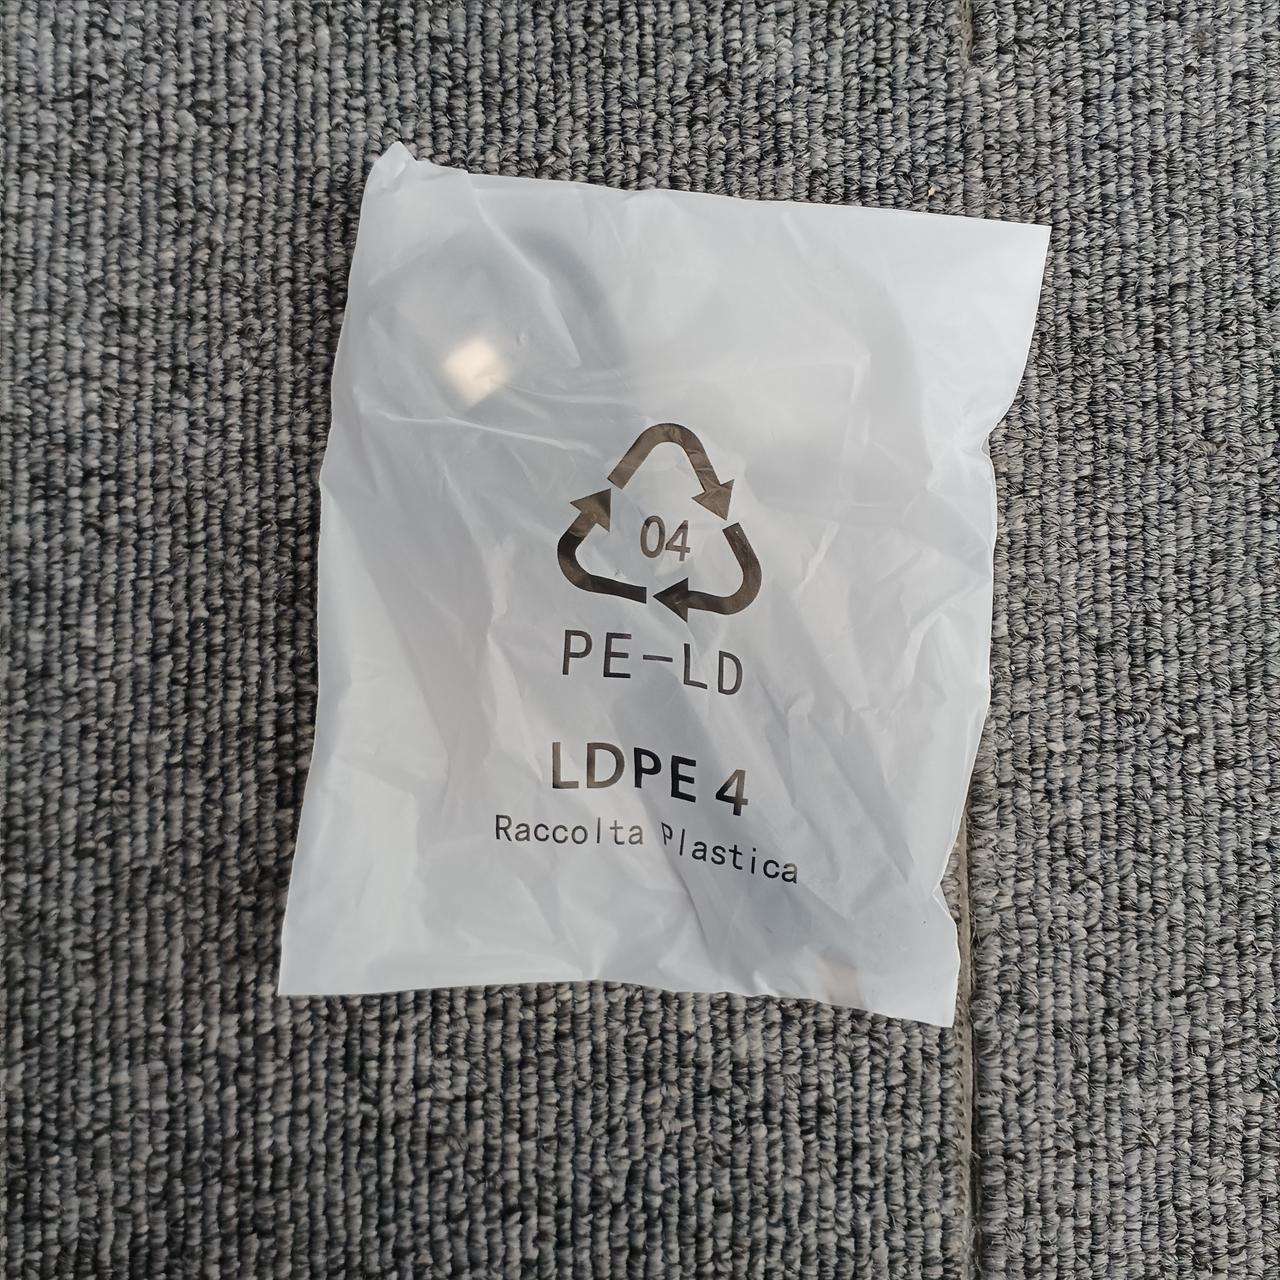 04
PE-LD
LDPE 4
Raccolta Plastica